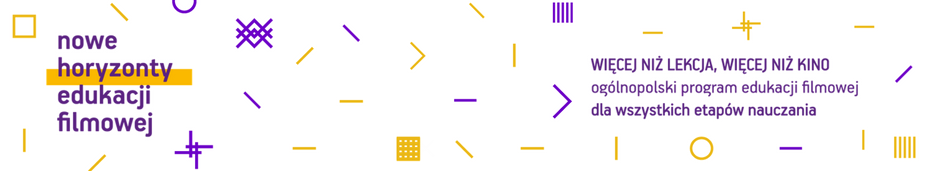 nowe
horyzonty
edukacji
filmowej
WIĘCEJ NIŻ LEKCJA, WIĘCEJ NIŻ KINO
ogólnopolski program edukacji filmowej
dla wszystkich etapów nauczania